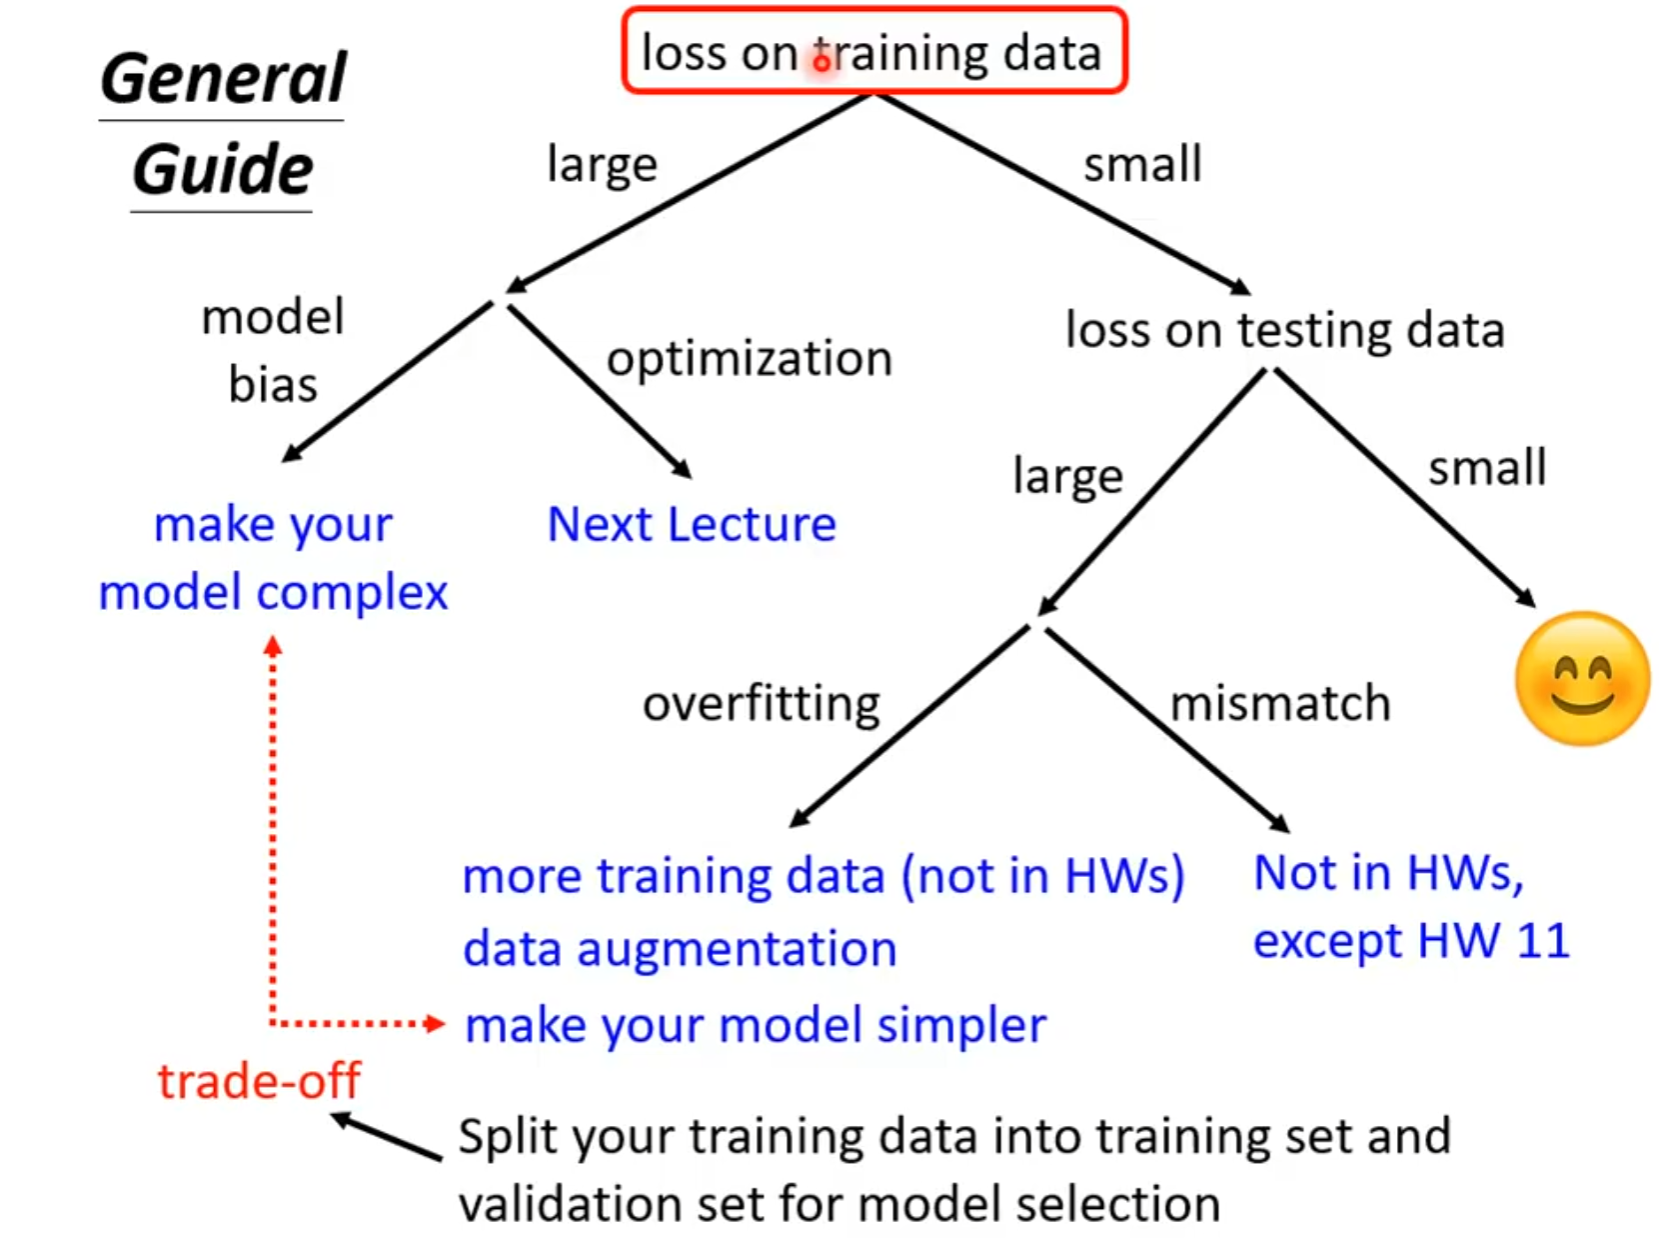 General
Guide
loss on training data
large
small
model
bias
optimization
loss on testing data
make your
model complex
Next Lecture
large
small
overfitting
mismatch
more training data (not in HWs)
data augmentation
make your model simpler
Not in HWs,
except HW 11
trade-off
Split your training data into training set and
validation set for model selection